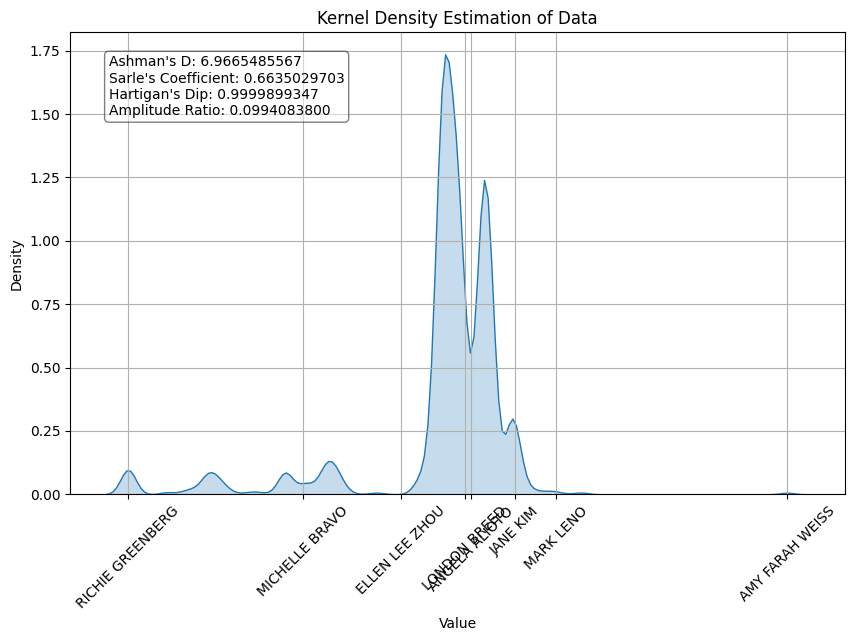 Kernel Density Estimation of Data
Ashman's D: 6.9665485567
Sarle's Coefficient: 0.6635029703
Hartigan's Dip: 0.9999899347
Amplitude Ratio: 0.0994083800
Density
1.75
1.50
1.25
1.00
0.75
0.50
0.25
0.00
RICHIE GREENBERG
MICHELLE BRAVO
ELLEN LEE ZHOU
LONDON BREED
ANGELA ALIOTO
JANE KIM
MARK LENO
AMY FARAH WEISS
Value